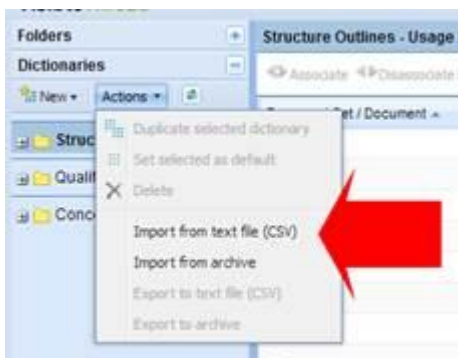 Folders
Structure Outlines - Usage
Dictionaries
Associate Disassociate
New Actions
Set / Document
Struc
Duplicate selected dictionary
Set selected as default
Qualif
Delete
Conce
Import from text file (CSV)
Import from archive
Export to text file (CSV)
Export to archive